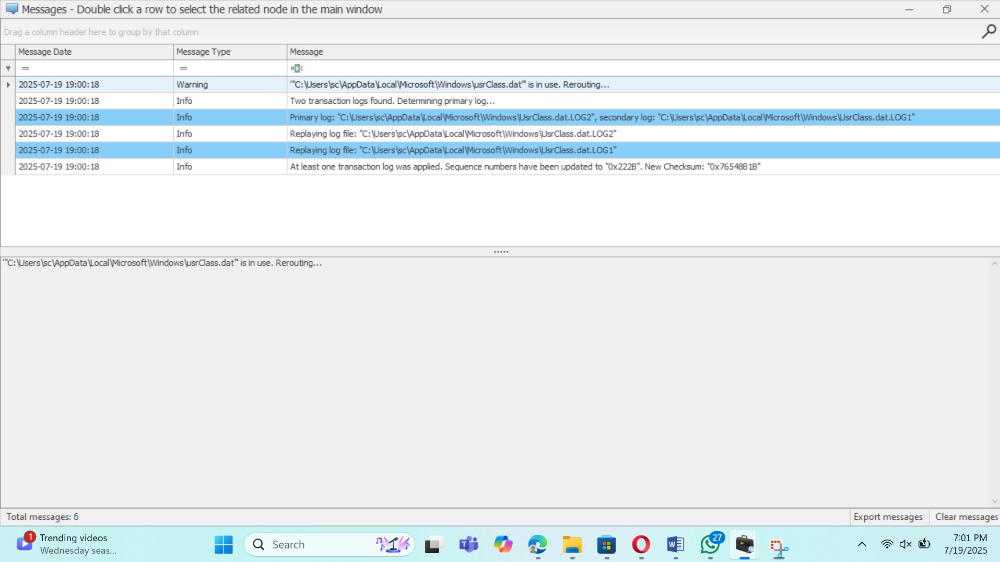 Messages - Double click a row to select the related node in the main window
Drag a column header here to group by that column
Message Date Message Type Message
= = ABC
2025-07-19 19:00:18 Warning '"C:\Users\sc\AppData\Local\Microsoft\Windows\usrClass.dat"' is in use. Rerouting...
2025-07-19 19:00:18 Info Two transaction logs found. Determining primary log...
2025-07-19 19:00:18 Info Primary log: "C:\Users\sc\AppData\Local\Microsoft\Windows\UsrClass.dat.LOG2", secondary log: "C:\Users\sc\AppData\Local\Microsoft\Windows\UsrClass.dat.LOG1"
2025-07-19 19:00:18 Info Replaying log file: "C:\Users\sc\AppData\Local\Microsoft\Windows\UsrClass.dat.LOG2"
2025-07-19 19:00:18 Info Replaying log file: "C:\Users\sc\AppData\Local\Microsoft\Windows\UsrClass.dat.LOG1"
2025-07-19 19:00:18 Info At least one transaction log was applied. Sequence numbers have been updated to "0x222B". New Checksum: "0x76548B1B"
'"C:\Users\sc\AppData\Local\Microsoft\Windows\usrClass.dat"' is in use. Rerouting...
Total messages: 6 Export messages Clear messages
1 Trending videos
Wednesday seas...
Search
27
7:01 PM
7/19/2025